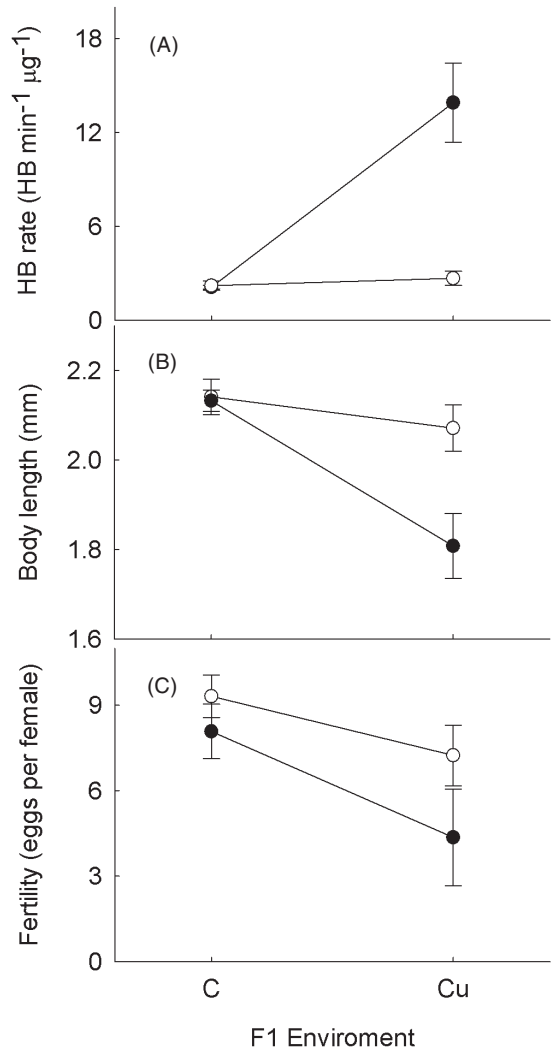 HB rate (HB min⁻¹ μg⁻¹)
18
12
6
0
(A)
Body length (mm)
2.2
2.0
1.8
1.6
(B)
Fertility (eggs per female)
9
6
3
0
(C)
C
Cu
F1 Enviroment